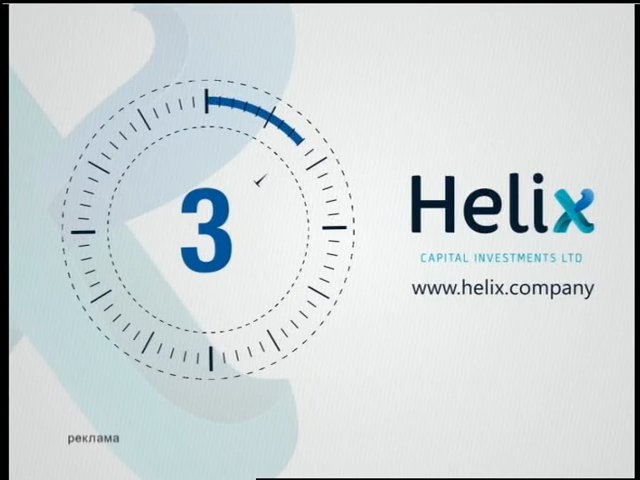 3
Helix
CAPITAL INVESTMENTS LTD
www.helix.company
реклама